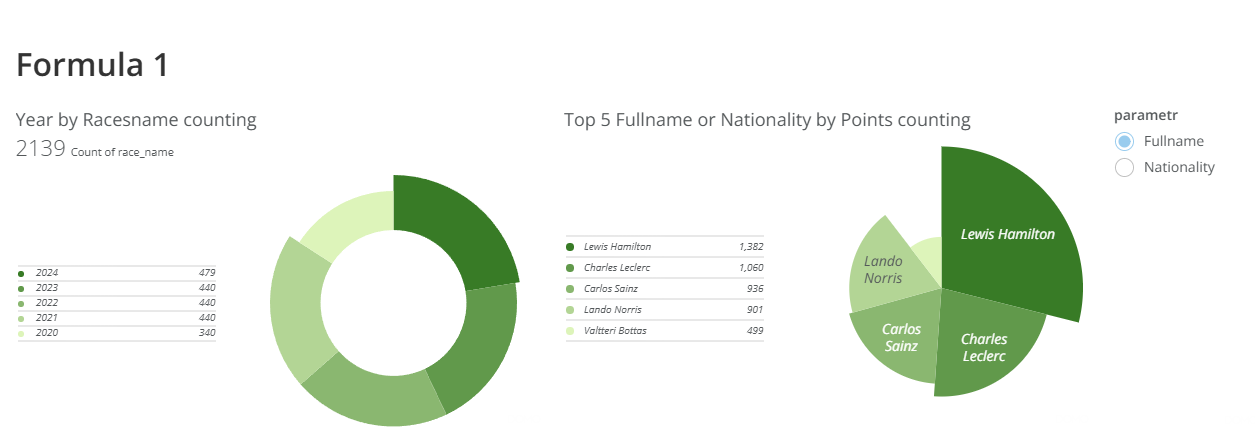 Formula 1
Year by Racesname counting
2139 Count of race_name
2024 479
2023 440
2022 440
2021 440
2020 340
Top 5 Fullname or Nationality by Points counting
Lewis Hamilton 1,382
Charles Leclerc 1,060
Carlos Sainz 936
Lando Norris 901
Valtteri Bottas 499
Lewis Hamilton
Lando
Norris
Carlos
Sainz
Charles
Leclerc
parametr
Fullname
Nationality